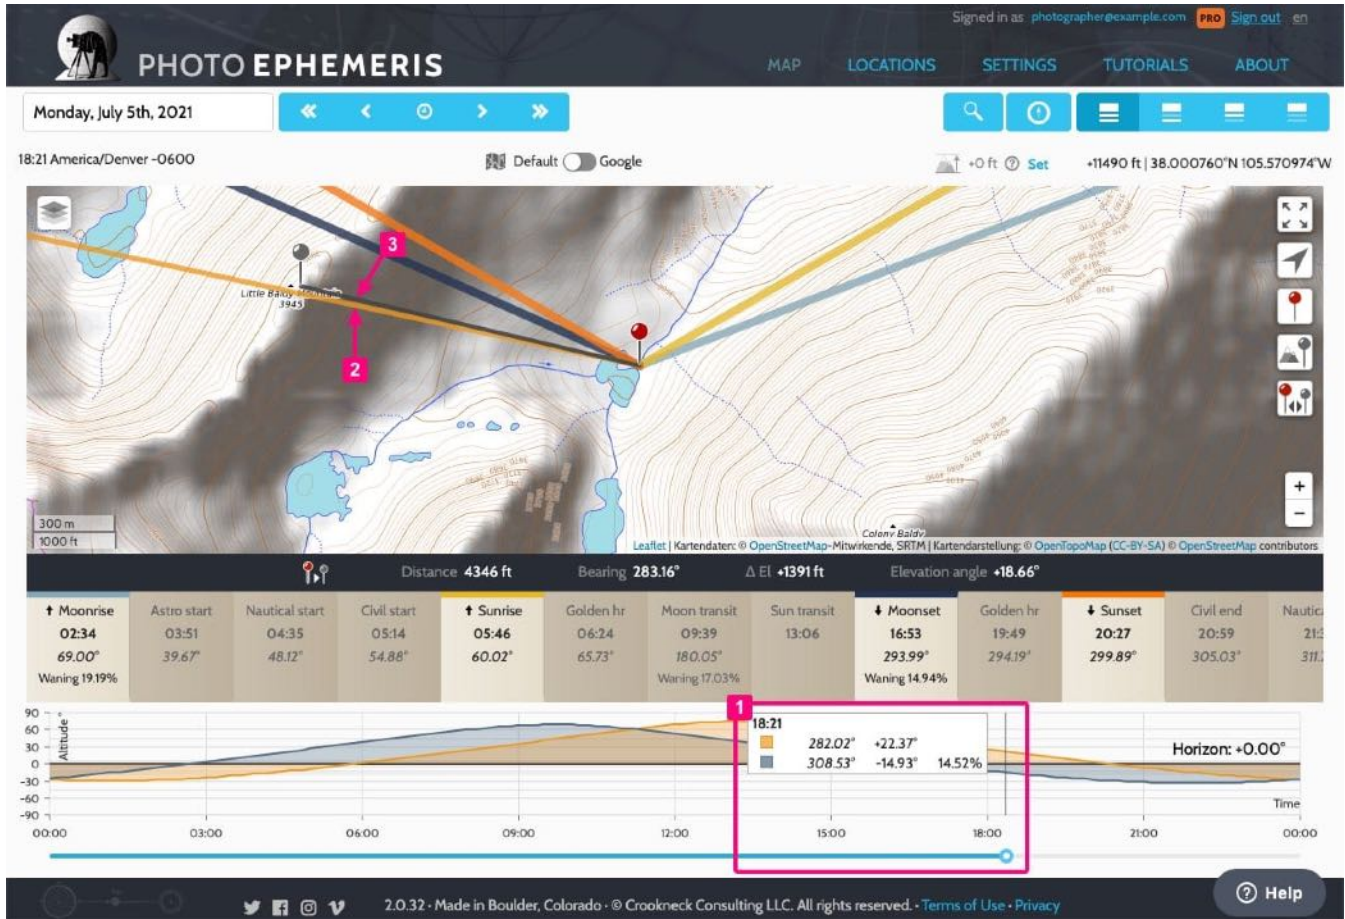 Signed in as photographer@example.com PRO Sign out en
PHOTO EPHEMERIS
MAP LOCATIONS SETTINGS TUTORIALS ABOUT
Monday, July 5th, 2021
18:21 America/Denver -0600
Default Google
+0 ft Set
+11490 ft | 38.000760°N 105.570974°W
3
Little Baldy Mountain
3945
2
Colony Baldy
300 m
1000 ft
Leaflet | Kartendaten: © OpenStreetMap-Mitwirkende, SRTM | Kartendarstellung: © OpenTopoMap (CC-BY-SA) © OpenStreetMap contributors
Distance 4346 ft Bearing 283.16° Δ El +1391 ft Elevation angle +18.66°
Moonrise Astro start Nautical start Civil start Sunrise Golden hr Moon transit Sun transit Moonset Golden hr Sunset Civil end Nautic
02:34 03:51 04:35 05:14 05:46 06:24 09:39 13:06 16:53 19:49 20:27 20:59
69.00° 39.67° 48.12° 54.88° 60.02° 65.73° 180.05° 293.99° 294.19° 299.89° 305.03°
Waning 19.19% Waning 17.03% Waning 14.94%
1
90
60
30
0
-30
-60
-90
Altitude °
18:21
282.02° +22.37°
308.53° -14.93° 14.52%
Horizon: +0.00°
Time
00:00 03:00 06:00 09:00 12:00 15:00 18:00 21:00 00:00
Help
2.0.32 · Made in Boulder, Colorado · © Crookneck Consulting LLC. All rights reserved. · Terms of Use · Privacy